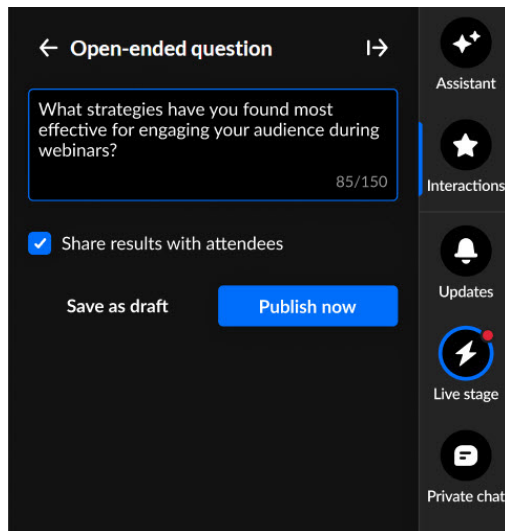 Open-ended question
What strategies have you found most
effective for engaging your audience during
webinars?
85/150
Share results with attendees
Save as draft
Publish now
Assistant
Interactions
Updates
Live stage
Private chat